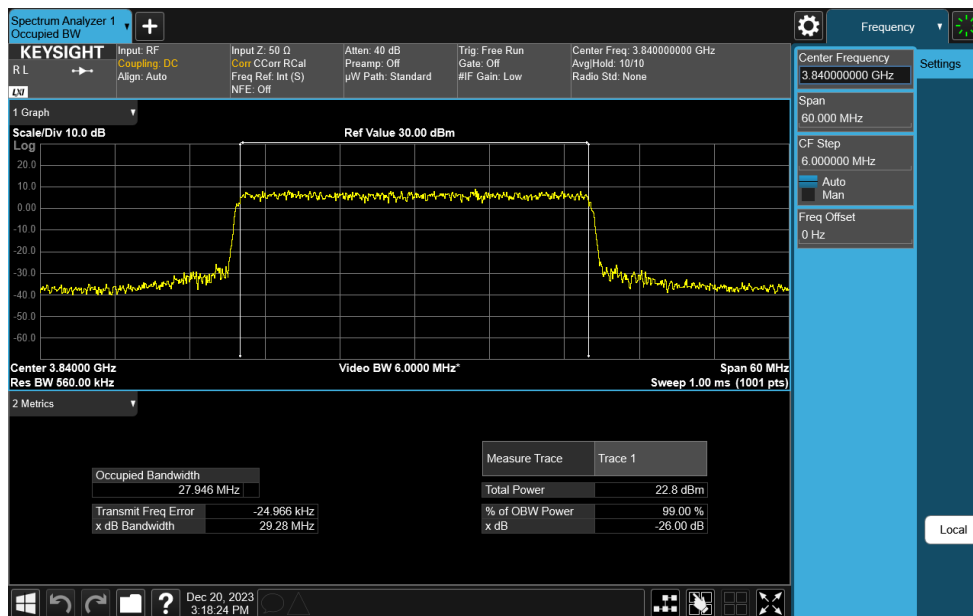 Spectrum Analyzer 1
Occupied BW
Frequency
KEYSIGHT
R L
LXI
Input: RF
Coupling: DC
Align: Auto
Input Z: 50 Ω
Corr CCorr RCal
Freq Ref: Int (S)
NFE: Off
Atten: 40 dB
Preamp: Off
µW Path: Standard
Trig: Free Run
Gate: Off
#IF Gain: Low
Center Freq: 3.840000000 GHz
Avg|Hold: 10/10
Radio Std: None
Center Frequency
3.840000000 GHz
Settings
Span
60.000 MHz
CF Step
6.000000 MHz
Auto
Man
Freq Offset
0 Hz
Local
1 Graph
Scale/Div 10.0 dB
Ref Value 30.00 dBm
Log
20.0
10.0
0.00
-10.0
-20.0
-30.0
-40.0
-50.0
-60.0
Center 3.84000 GHz
Video BW 6.0000 MHz*
Span 60 MHz
Res BW 560.00 kHz
Sweep 1.00 ms (1001 pts)
2 Metrics
Occupied Bandwidth
27.946 MHz
Transmit Freq Error -24.966 kHz
x dB Bandwidth 29.28 MHz
Measure Trace Trace 1
Total Power 22.8 dBm
% of OBW Power 99.00 %
x dB -26.00 dB
?
Dec 20, 2023
3:18:24 PM